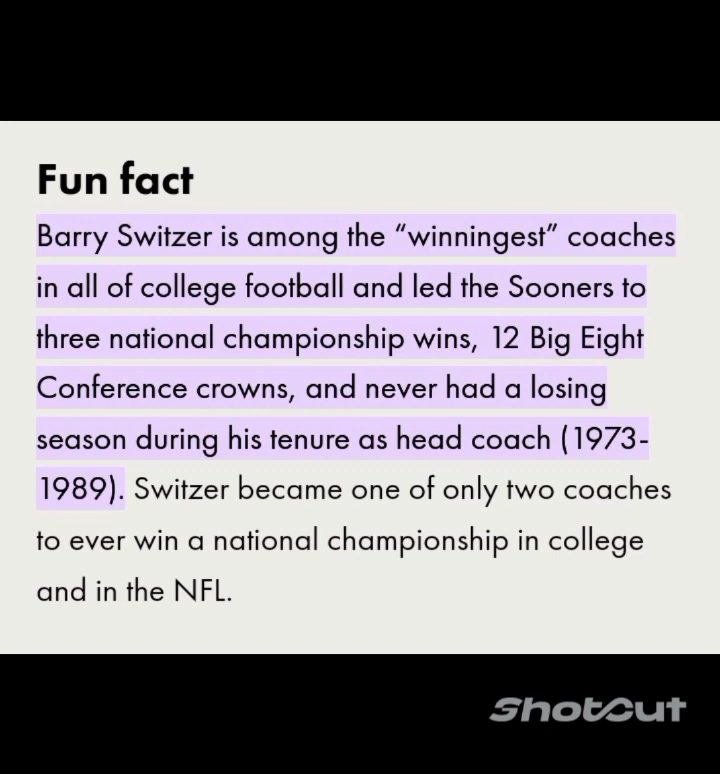 Fun fact
Barry Switzer is among the “winningest” coaches
in all of college football and led the Sooners to
three national championship wins, 12 Big Eight
Conference crowns, and never had a losing
season during his tenure as head coach (1973-
1989). Switzer became one of only two coaches
to ever win a national championship in college
and in the NFL.
Shotcut